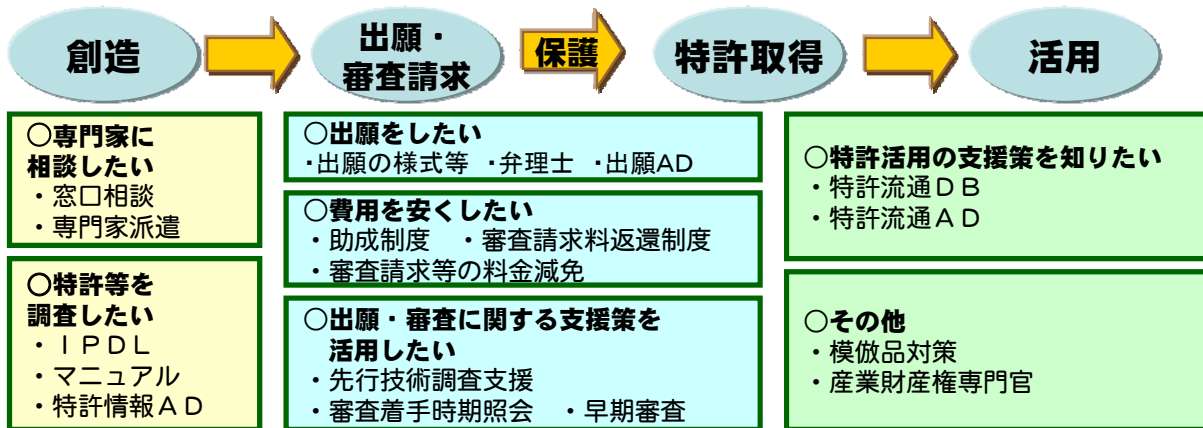 創造
出願・
審査請求
保護
特許取得
活用
○専門家に
相談したい
・窓口相談
・専門家派遣
○特許等を
調査したい
・ＩＰＤＬ
・マニュアル
・特許情報ＡＤ
○出願をしたい
・出願の様式等 ・弁理士 ・出願AD
○費用を安くしたい
・助成制度 ・審査請求料返還制度
・審査請求等の料金減免
○出願・審査に関する支援策を
活用したい
・先行技術調査支援
・審査着手時期照会 ・早期審査
○特許活用の支援策を知りたい
・特許流通ＤＢ
・特許流通ＡＤ
○その他
・模倣品対策
・産業財産権専門官